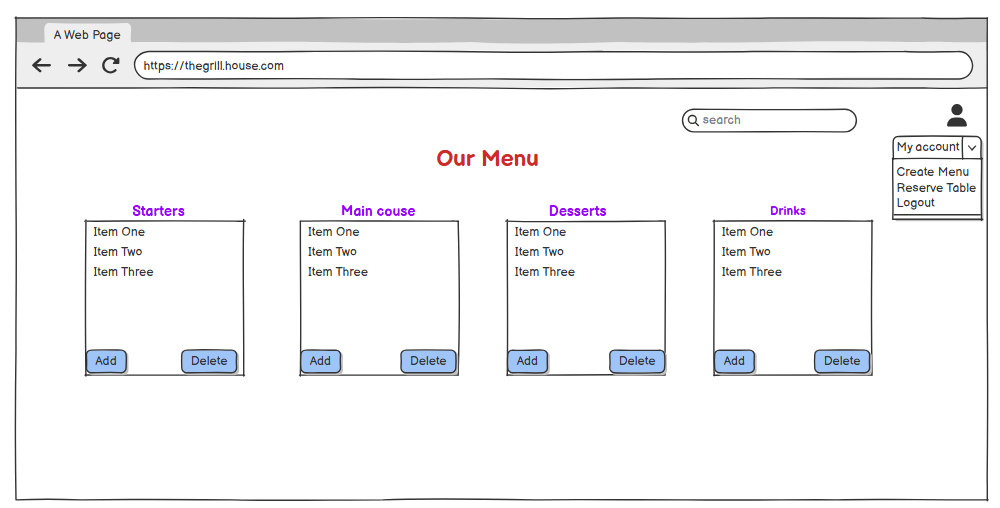 A Web Page
https://thegrill.house.com
search
My account
Create Menu
Reserve Table
Logout
Our Menu
Starters
Item One
Item Two
Item Three
Add Delete
Main couse
Item One
Item Two
Item Three
Add Delete
Desserts
Item One
Item Two
Item Three
Add Delete
Drinks
Item One
Item Two
Item Three
Add Delete